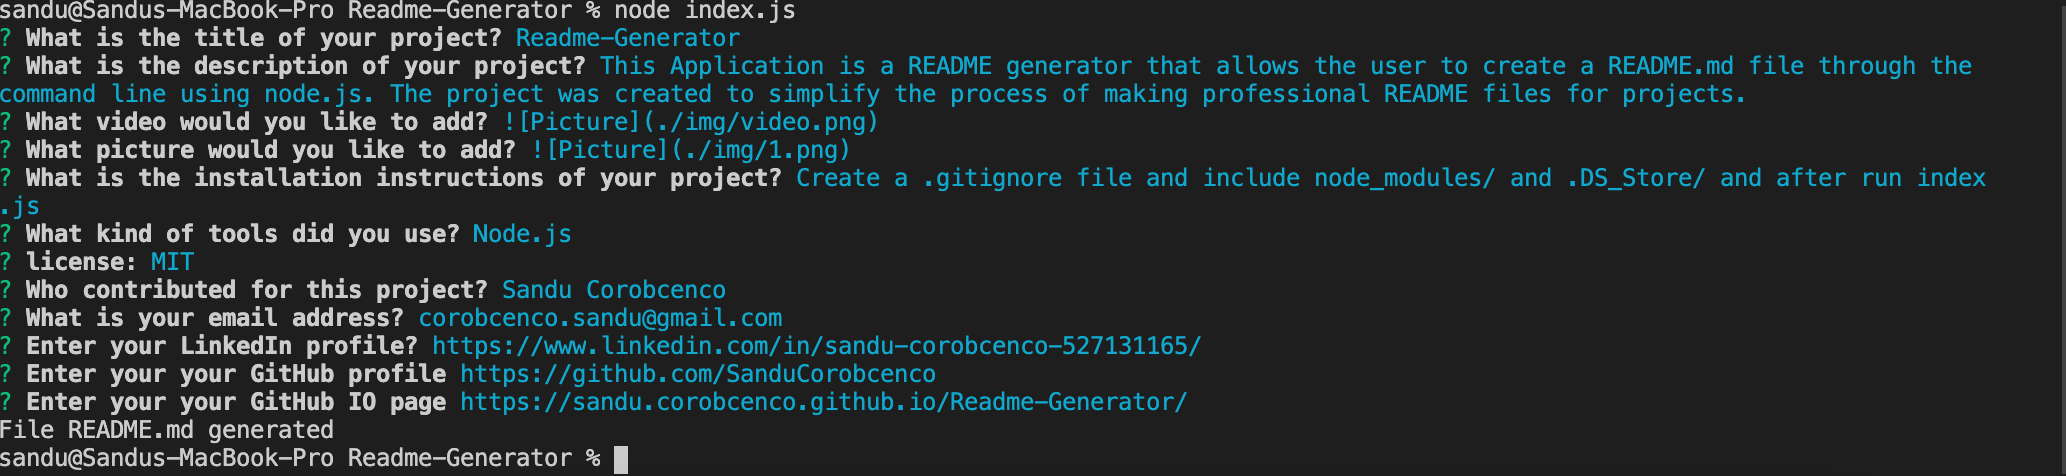 sandu@Sandus-MacBook-Pro Readme-Generator % node index.js
? What is the title of your project? Readme-Generator
? What is the description of your project? This Application is a README generator that allows the user to create a README.md file through the
command line using node.js. The project was created to simplify the process of making professional README files for projects.
? What video would you like to add? ![Picture](./img/video.png)
? What picture would you like to add? ![Picture](./img/1.png)
? What is the installation instructions of your project? Create a .gitignore file and include node_modules/ and .DS_Store/ and after run index
.js
? What kind of tools did you use? Node.js
? license: MIT
? Who contributed for this project? Sandu Corobcenco
? What is your email address? corobcenco.sandu@gmail.com
? Enter your LinkedIn profile? https://www.linkedin.com/in/sandu-corobcenco-527131165/
? Enter your your GitHub profile https://github.com/SanduCorobcenco
? Enter your your GitHub IO page https://sandu.corobcenco.github.io/Readme-Generator/
File README.md generated
sandu@Sandus-MacBook-Pro Readme-Generator %